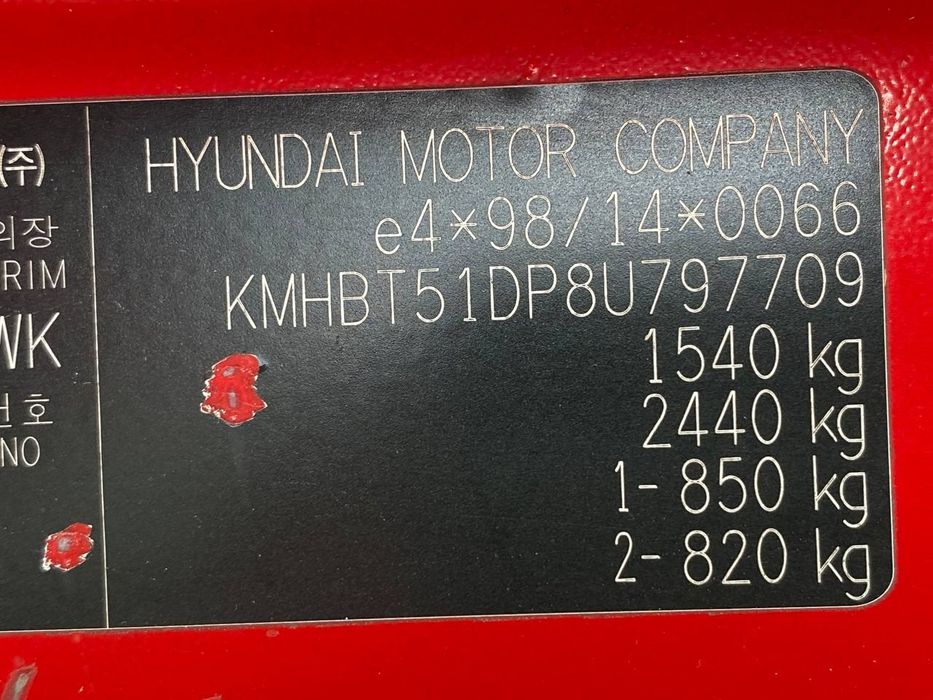 (주)
의장
RIM
WK
번호
NO
HYUNDAI MOTOR COMPANY
e4*98/14*0066
KMHBT51DP8U797709
1540 kg
2440 kg
1- 850 kg
2- 820 kg